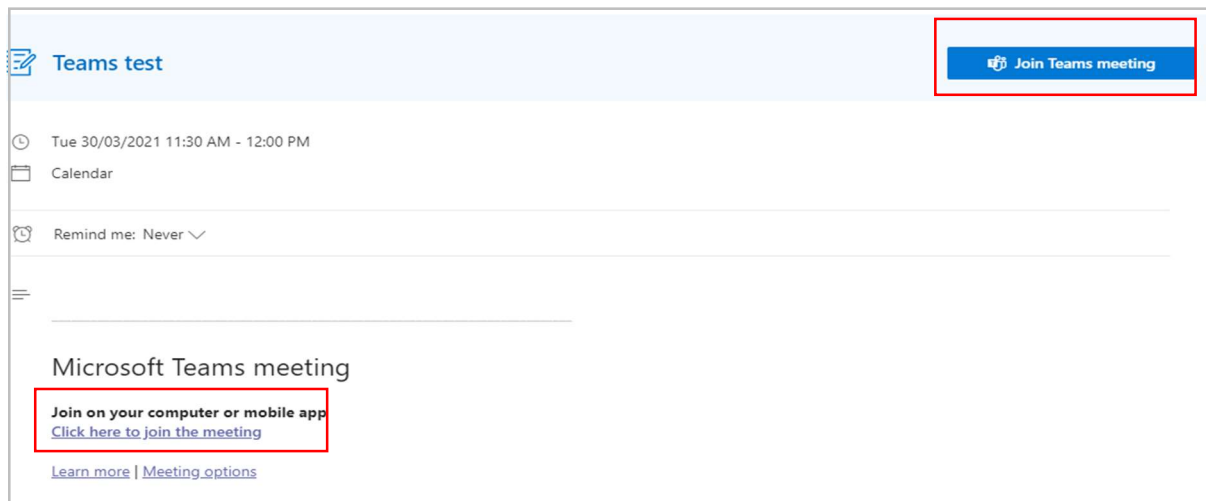 Teams test
Join Teams meeting
Tue 30/03/2021 11:30 AM - 12:00 PM
Calendar
Remind me: Never
Microsoft Teams meeting
Join on your computer or mobile app
Click here to join the meeting
Learn more | Meeting options